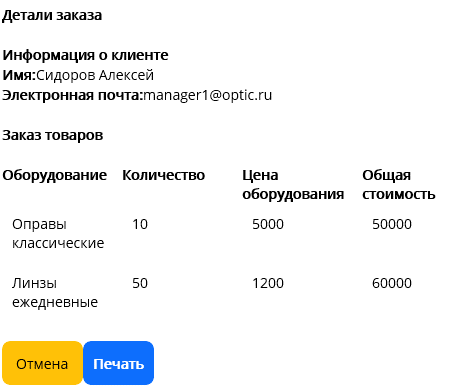 Детали заказа
Информация о клиенте
Имя:Сидоров Алексей
Электронная почта:manager1@optic.ru
Заказ товаров
Оборудование Количество Цена оборудования Общая стоимость
Оправы классические 10 5000 50000
Линзы ежедневные 50 1200 60000
Отмена Печать